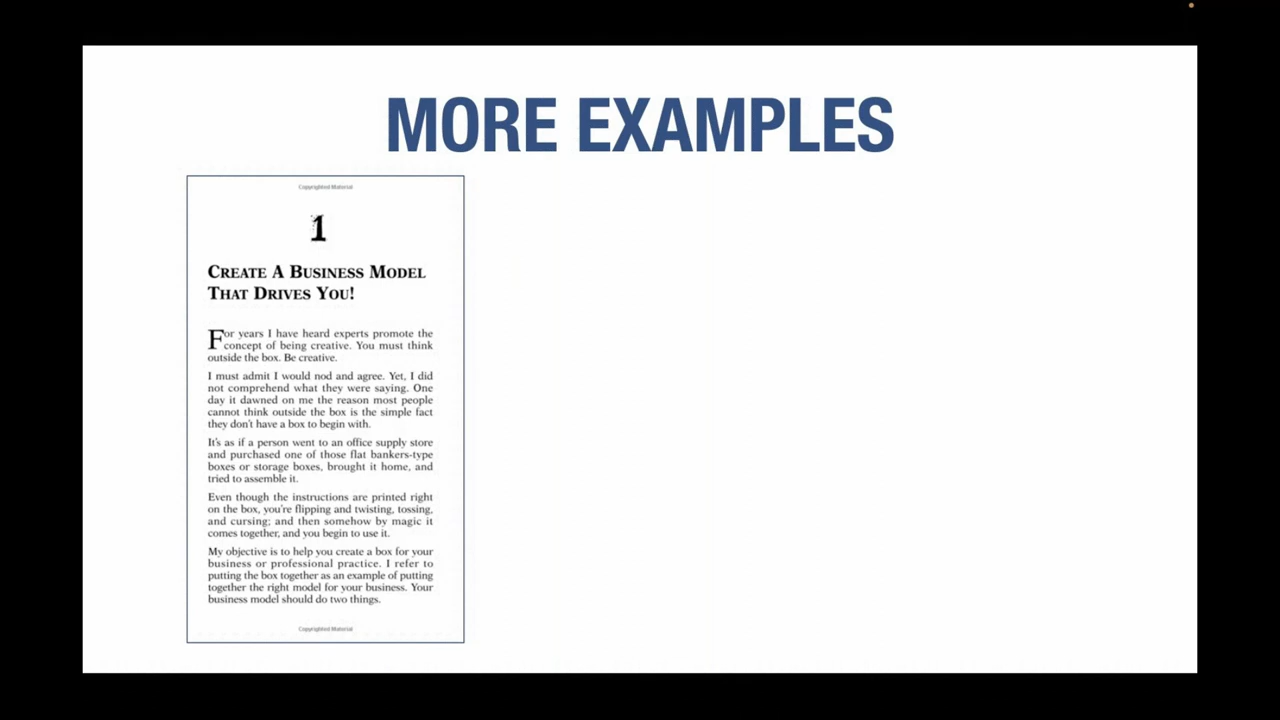 MORE EXAMPLES
Copyrighted Material
1
CREATE A BUSINESS MODEL
THAT DRIVES YOU!
For years I have heard experts promote the
concept of being creative. You must think
outside the box. Be creative.
I must admit I would nod and agree. Yet, I did
not comprehend what they were saying. One
day it dawned on me the reason most people
cannot think outside the box is the simple fact
they don't have a box to begin with.
It's as if a person went to an office supply store
and purchased one of those flat bankers-type
boxes or storage boxes, brought it home, and
tried to assemble it.
Even though the instructions are printed right
on the box, you're flipping and twisting, tossing,
and cursing; and then somehow by magic it
comes together, and you begin to use it.
My objective is to help you create a box for your
business or professional practice. I refer to
putting the box together as an example of putting
together the right model for your business. Your
business model should do two things.
Copyrighted Material